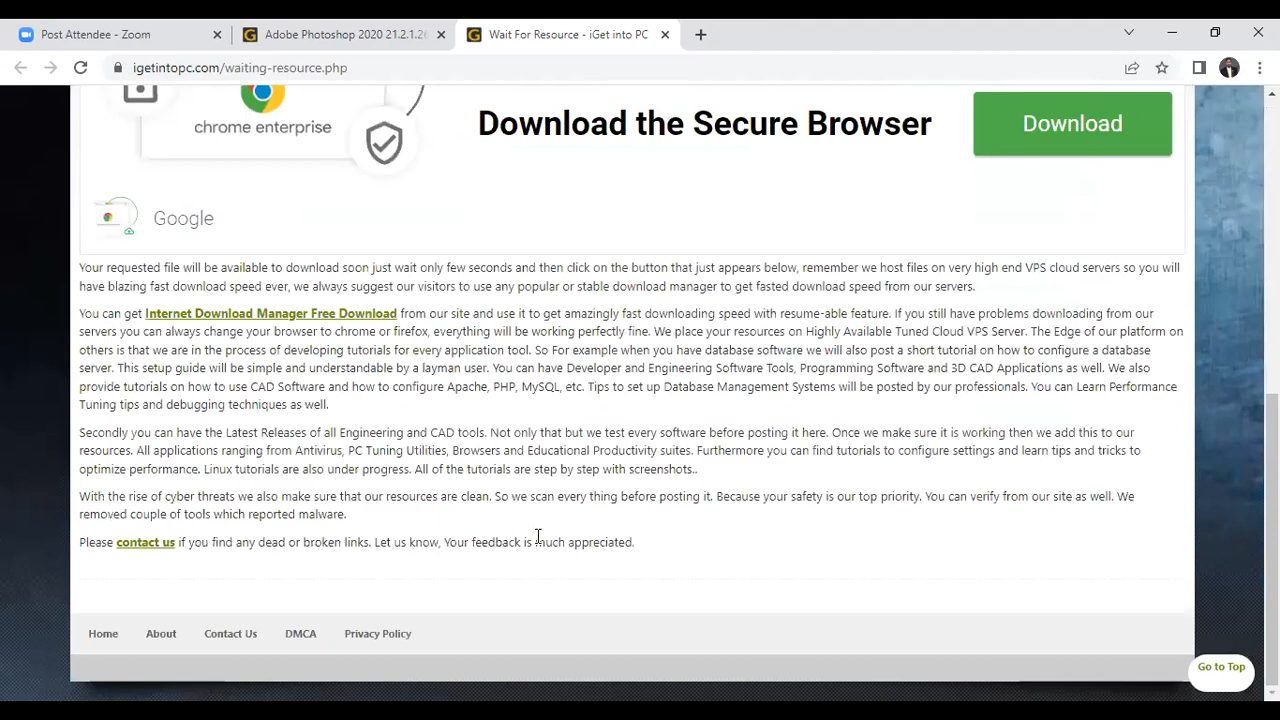 Post Attendee - Zoom
Adobe Photoshop 2020 21.2.1.26
Wait For Resource - iGet into PC
igetintopc.com/waiting-resource.php
chrome enterprise
Download the Secure Browser
Download
Google
Your requested file will be available to download soon just wait only few seconds and then click on the button that just appears below, remember we host files on very high end VPS cloud servers so you will
have blazing fast download speed ever, we always suggest our visitors to use any popular or stable download manager to get fasted download speed from our servers.
You can get Internet Download Manager Free Download from our site and use it to get amazingly fast downloading speed with resume-able feature. If you still have problems downloading from our
servers you can always change your browser to chrome or firefox, everything will be working perfectly fine. We place your resources on Highly Available Tuned Cloud VPS Server. The Edge of our platform on
others is that we are in the process of developing tutorials for every application tool. So For example when you have database software we will also post a short tutorial on how to configure a database
server. This setup guide will be simple and understandable by a layman user. You can have Developer and Engineering Software Tools, Programming Software and 3D CAD Applications as well. We also
provide tutorials on how to use CAD Software and how to configure Apache, PHP, MySQL, etc. Tips to set up Database Management Systems will be posted by our professionals. You can Learn Performance
Tuning tips and debugging techniques as well.
Secondly you can have the Latest Releases of all Engineering and CAD tools. Not only that but we test every software before posting it here. Once we make sure it is working then we add this to our
resources. All applications ranging from Antivirus, PC Tuning Utilities, Browsers and Educational Productivity suites. Furthermore you can find tutorials to configure settings and learn tips and tricks to
optimize performance. Linux tutorials are also under progress. All of the tutorials are step by step with screenshots..
With the rise of cyber threats we also make sure that our resources are clean. So we scan every thing before posting it. Because your safety is our top priority. You can verify from our site as well. We
removed couple of tools which reported malware.
Please contact us if you find any dead or broken links. Let us know, Your feedback is much appreciated.
Home About Contact Us DMCA Privacy Policy
Go to Top